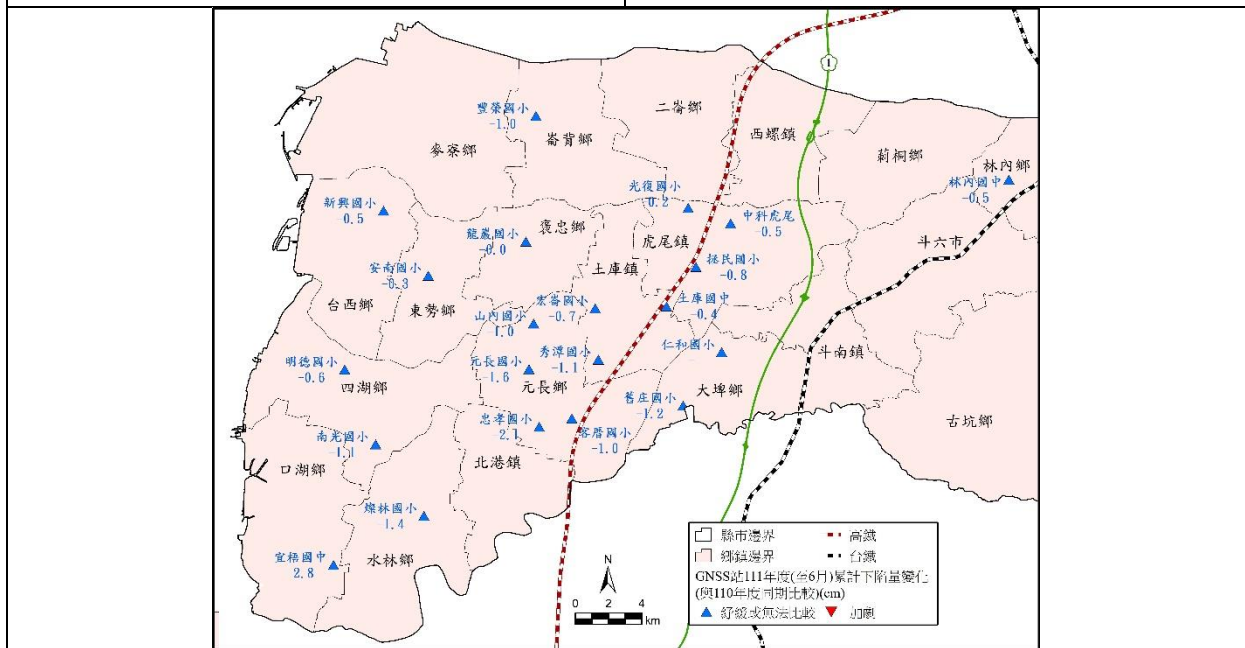 1
二崙鄉
豐榮國小
-1.0
崙背鄉
西螺鎮
麥寮鄉
莿桐鄉
林內鄉
林內國中
-0.5
光復國小
-0.2
新興國小
-0.5
中科虎尾
-0.5
褒忠鄉
龍巖國小
-0.0
虎尾鎮
斗六市
拯民國小
-0.8
安南國小
-0.3
土庫鎮
台西鄉
東勢鄉
宏崙國小
-0.7
土庫國中
-0.4
山內國小
-1.0
秀潭國小
-1.1
仁和國小
斗南鎮
明德國小
-0.6
四湖鄉
元長國小
-1.6
元長鄉
大埤鄉
舊庄國小
-1.2
忠孝國小
2.1
客厝國小
-1.0
古坑鄉
南光國小
-1.1
口湖鄉
北港鎮
燦林國小
-1.4
宜梧國中
2.8
水林鄉
N
0 2 4
km
縣市邊界
高鐵
鄉鎮邊界
台鐵
GNSS站111年度(至6月)累計下陷量變化
(與110年度同期比較)(cm)
紓緩或無法比較
加劇